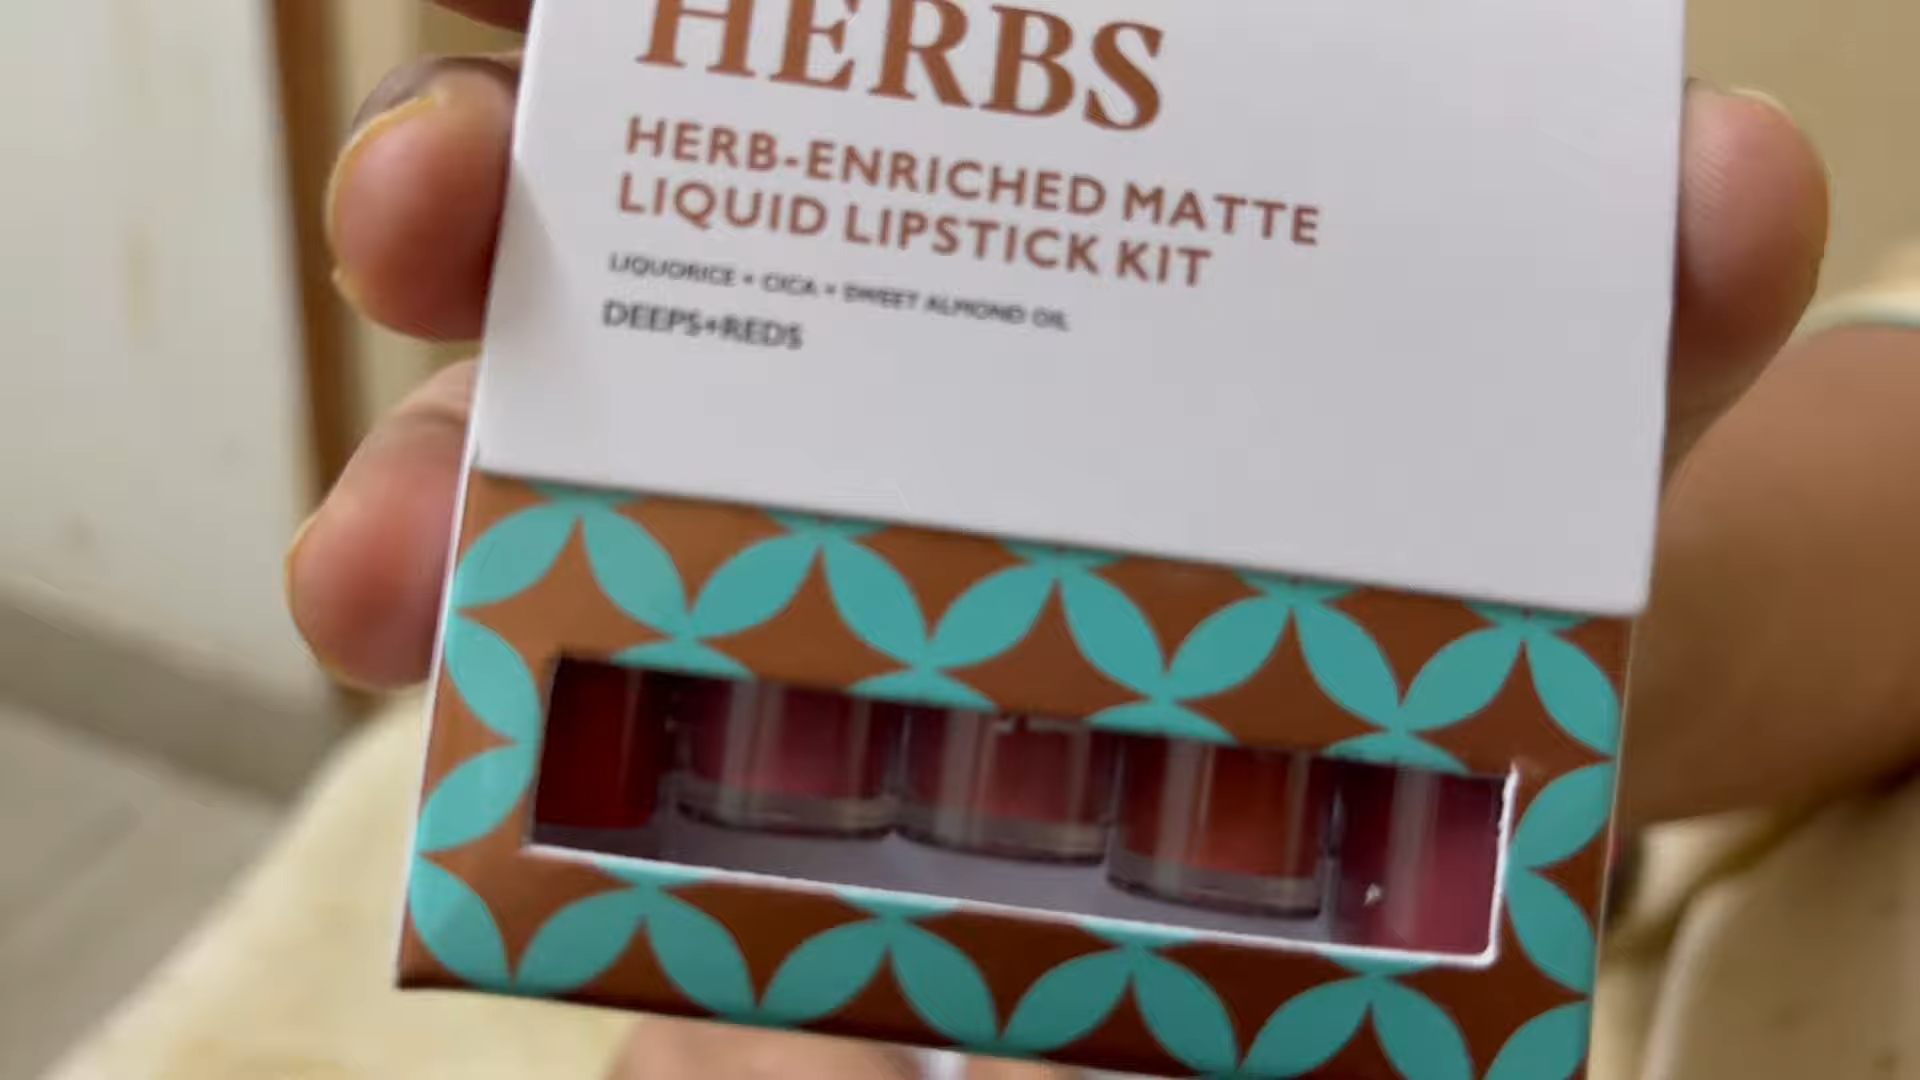 HERBS
HERB-ENRICHED MATTE
LIQUID LIPSTICK KIT
LIQUORICE • CICA • SWEET ALMOND OIL
DEEPS+REDS